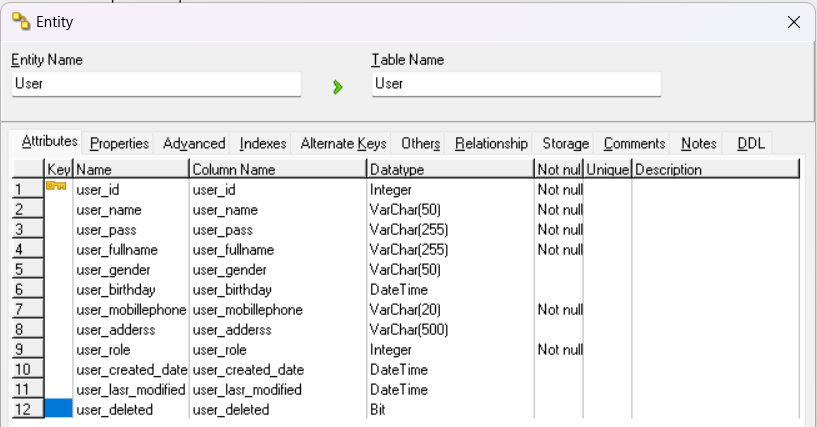 Entity
Entity Name
Table Name
User
User
Attributes Properties Advanced Indexes Alternate Keys Others Relationship Storage Comments Notes DDL
Key Name Column Name Datatype Not nul Unique Description
1 user_id user_id Integer Not null
2 user_name user_name VarChar(50) Not null
3 user_pass user_pass VarChar(255) Not null
4 user_fullname user_fullname VarChar(255) Not null
5 user_gender user_gender VarChar(50)
6 user_birthday user_birthday DateTime
7 user_mobillephone user_mobillephone VarChar(20) Not null
8 user_adderss user_adderss VarChar(500)
9 user_role user_role Integer Not null
10 user_created_date user_created_date DateTime
11 user_lasr_modified user_lasr_modified DateTime
12 user_deleted user_deleted Bit